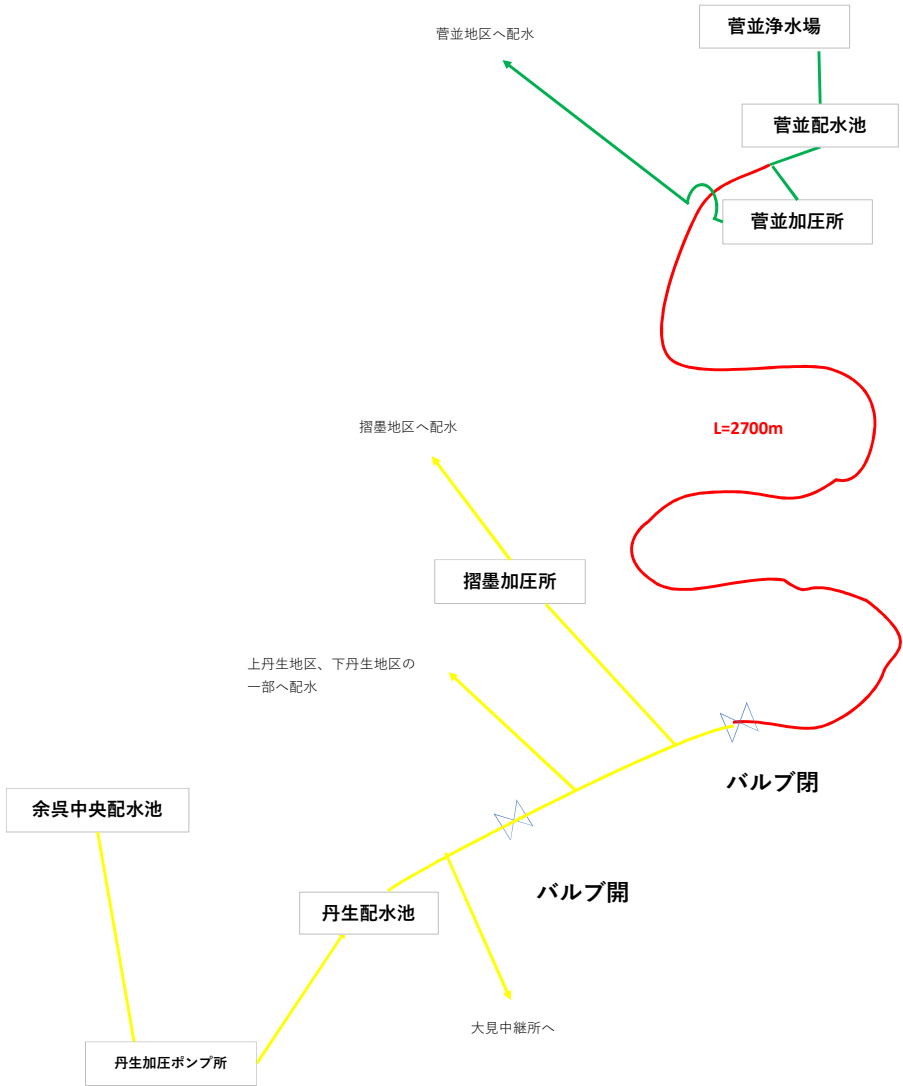 菅並浄水場
菅並地区へ配水
菅並配水池
菅並加圧所
摺墨地区へ配水
L=2700m
摺墨加圧所
上丹生地区、下丹生地区の
一部へ配水
バルブ閉
余呉中央配水池
バルブ開
丹生配水池
大見中継所へ
丹生加圧ポンプ所